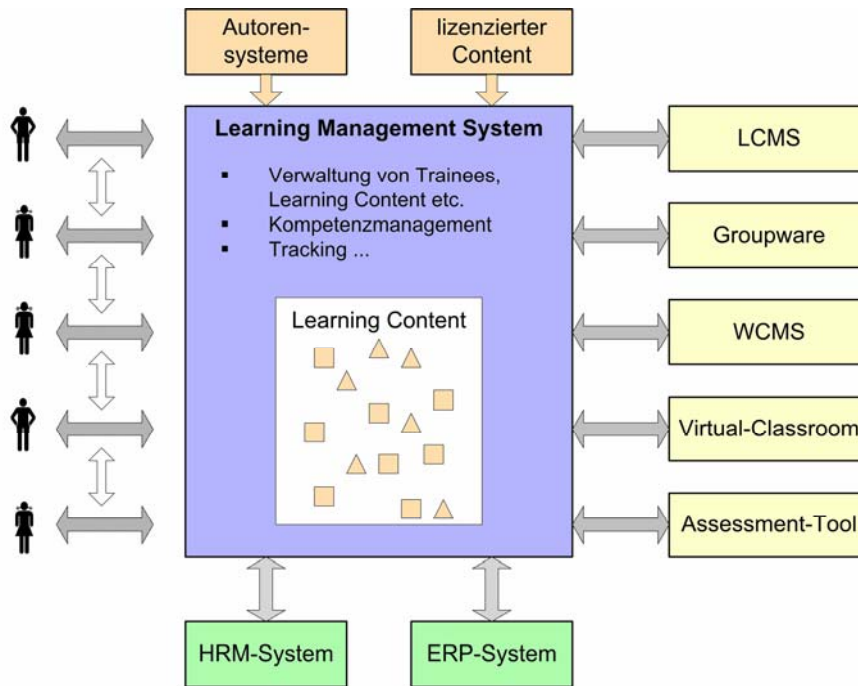 Autoren-
systeme
lizenzierter
Content
Learning Management System
▪ Verwaltung von Trainees,
Learning Content etc.
▪ Kompetenzmanagement
▪ Tracking ...
Learning Content
LCMS
Groupware
WCMS
Virtual-Classroom
Assessment-Tool
HRM-System
ERP-System